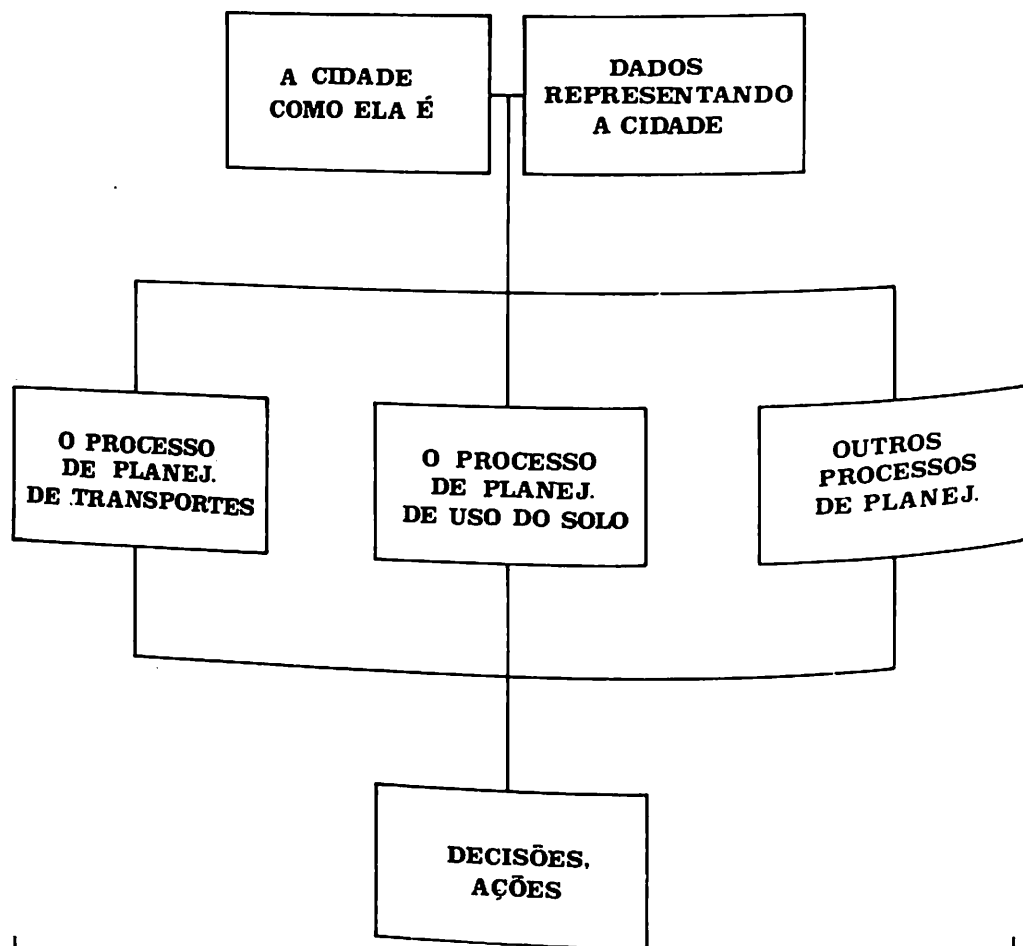 A CIDADE
COMO ELA É
DADOS
REPRESENTANDO
A CIDADE
O PROCESSO
DE PLANEJ.
DE TRANSPORTES
O PROCESSO
DE PLANEJ.
DE USO DO SOLO
OUTROS
PROCESSOS
DE PLANEJ.
DECISÕES,
AÇÕES